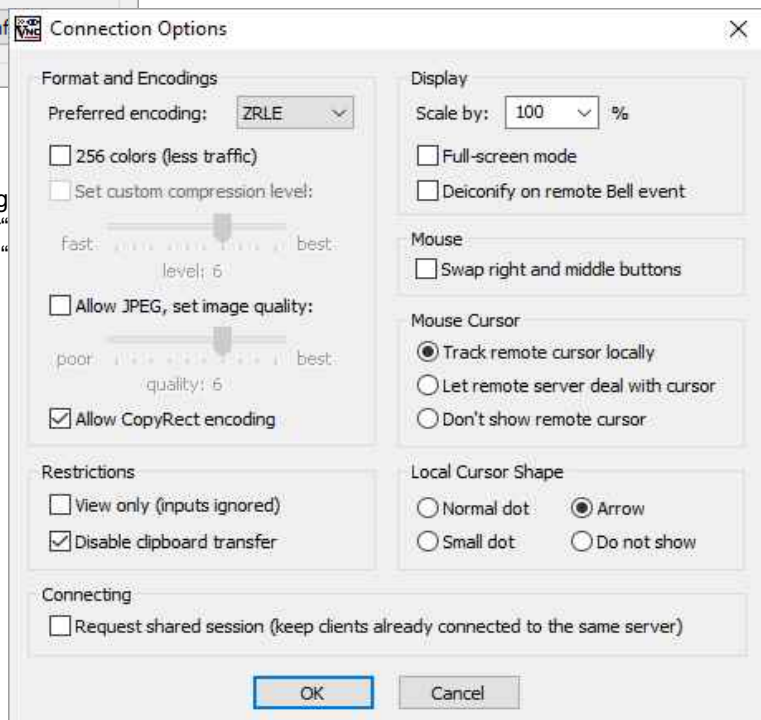 Connection Options
Format and Encodings
Preferred encoding: ZRLE
256 colors (less traffic)
Set custom compression level:
fast best
level: 6
Allow JPEG, set image quality:
poor best
quality: 6
Allow CopyRect encoding
Display
Scale by: 100 %
Full-screen mode
Deiconify on remote Bell event
Mouse
Swap right and middle buttons
Mouse Cursor
Track remote cursor locally
Let remote server deal with cursor
Don't show remote cursor
Restrictions
View only (inputs ignored)
Disable clipboard transfer
Local Cursor Shape
Normal dot Arrow
Small dot Do not show
Connecting
Request shared session (keep clients already connected to the same server)
OK Cancel